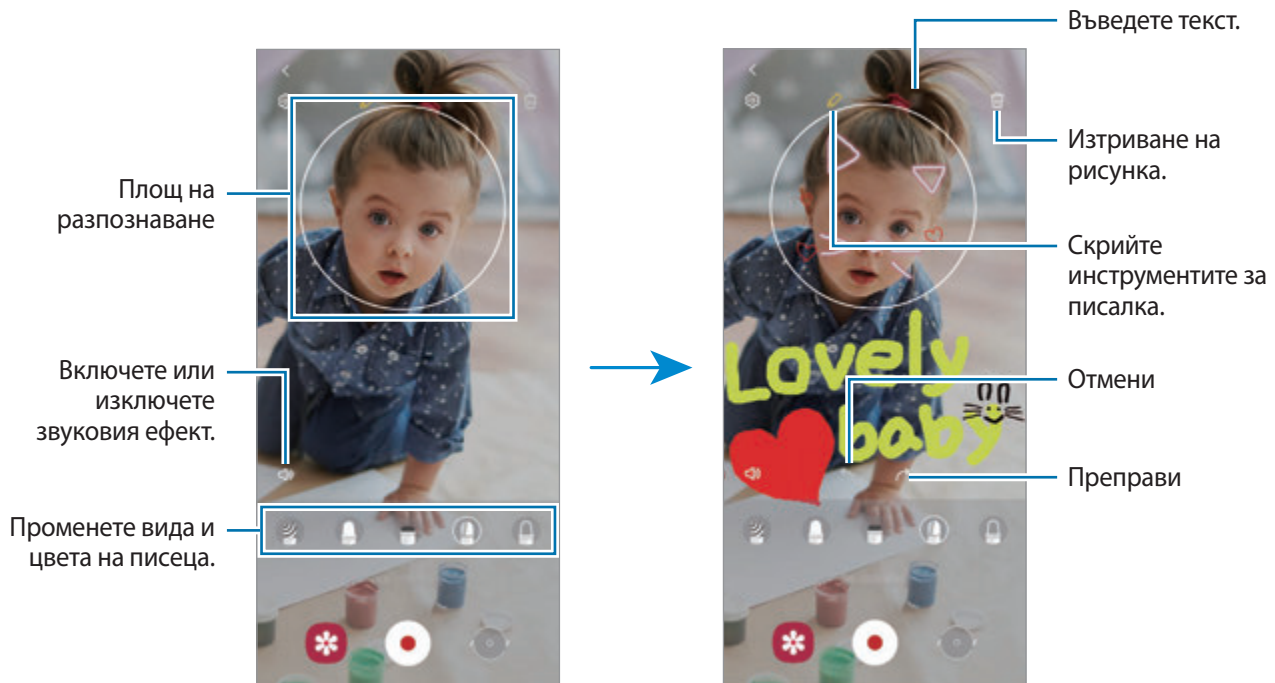 Въведете текст.
Площ на
разпознаване
Изтриване на
рисунка.
Скрийте
инструментите за
писалка.
Включете или
изключете
звуковия ефект.
Lovely
baby
Отмени
Преправи
Променете вида и
цвета на писеца.